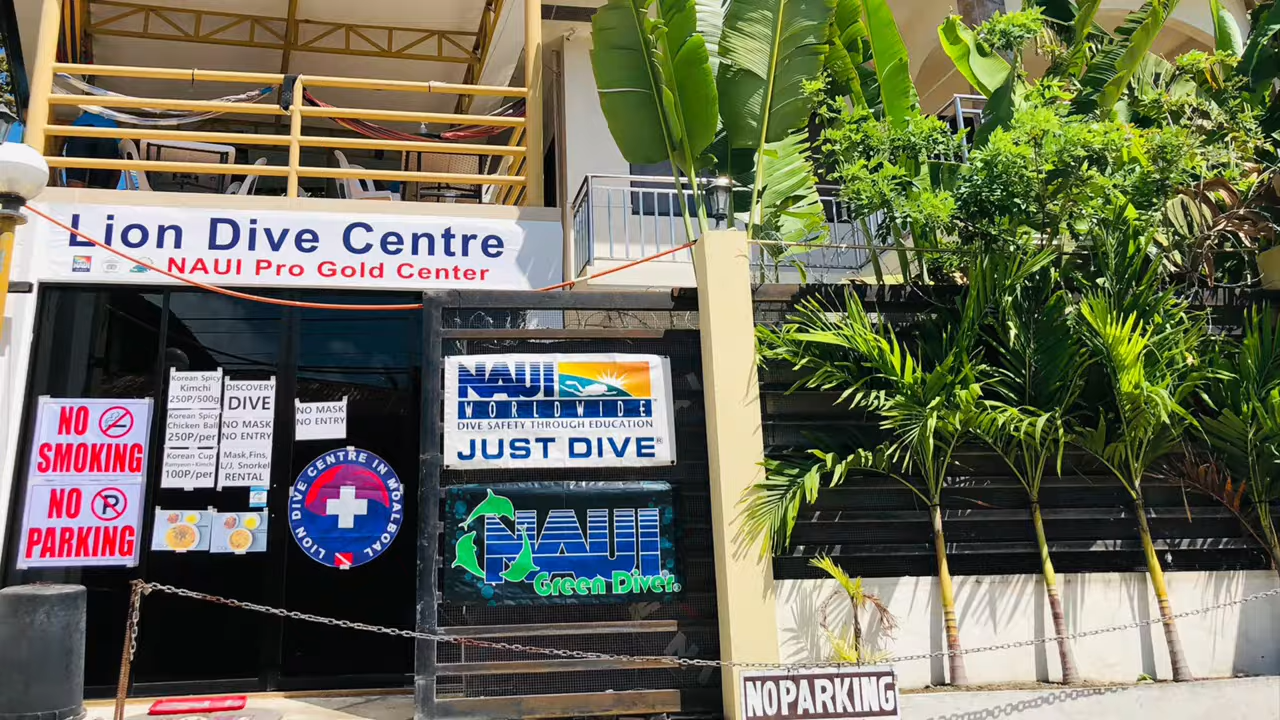 Lion Dive Centre
NAUI Pro Gold Center
NO
SMOKING
NO
PARKING
Korean Spicy
Kimchi
250P/500g
Korean Spicy
Chicken Ball
250P/per
Korean Cup
Ramyeon+Kimchi
100P/per
DISCOVERY
DIVE
NO MASK
NO ENTRY
Mask,Fins,
L/J, Snorkel
RENTAL
NO MASK
NO ENTRY
LION DIVE CENTRE IN MOALBOAL
NAUI
WORLDWIDE
DIVE SAFETY THROUGH EDUCATION
JUST DIVE®
NAUI
Green Divers®
NO PARKING